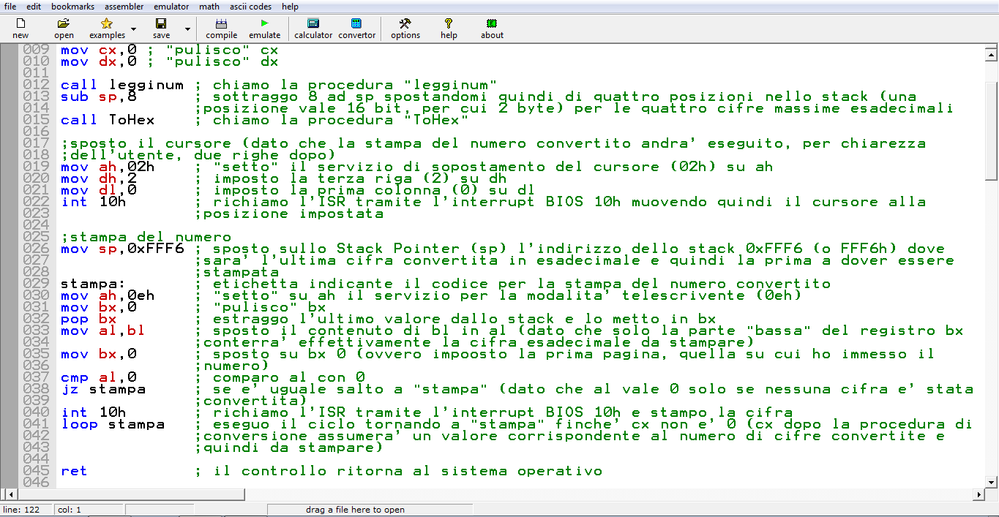 file edit bookmarks assembler emulator math ascii codes help
new open examples save compile emulate calculator convertor options help about
009 mov cx,0 ; "pulisco" cx
010 mov dx,0 ; "pulisco" dx
011
012 call legginum ; chiamo la procedura "legginum"
013 sub sp,8 ; sottraggo 8 ad sp spostandomi quindi di quattro posizioni nello stack (una
014 ;posizione vale 16 bit, per cui 2 byte) per le quattro cifre massime esadecimali
015 call ToHex ; chiamo la procedura "ToHex"
016
017 ;sposto il cursore (dato che la stampa del numero convertito andra' eseguito, per chiarezza
018 ;dell'utente, due righe dopo)
019 mov ah,02h ; "setto" il servizio di sopostamento del cursore (02h) su ah
020 mov dh,2 ; imposto la terza riga (2) su dh
021 mov dl,0 ; imposto la prima colonna (0) su dl
022 int 10h ; richiamo l'ISR tramite l'interrupt BIOS 10h muovendo quindi il cursore alla
023 ;posizione impostata
024
025 ;stampa del numero
026 mov sp,0xFFF6 ; sposto sullo Stack Pointer (sp) l'indirizzo dello stack 0xFFF6 (o FFF6h) dove
027 ;sara' l'ultima cifra convertita in esadecimale e quindi la prima a dover essere
028 ;stampata
029 stampa: ; etichetta indicante il codice per la stampa del numero convertito
030 mov ah,0eh ; "setto" su ah il servizio per la modalita' telescrivente (0eh)
031 mov bx,0 ; "pulisco" bx
032 pop bx ; estraggo l'ultimo valore dallo stack e lo metto in bx
033 mov al,bl ; sposto il contenuto di bl in al (dato che solo la parte "bassa" del registro bx
034 ;conterra' effettivamente la cifra esadecimale da stampare)
035 mov bx,0 ; sposto su bx 0 (ovvero impoosto la prima pagina, quella su cui ho immesso il
036 ;numero)
037 cmp al,0 ; comparo al con 0
038 jz stampa ; se e' uguale salto a "stampa" (dato che al vale 0 solo se nessuna cifra e' stata
039 ;convertita)
040 int 10h ; richiamo l'ISR tramite l'interrupt BIOS 10h e stampo la cifra
041 loop stampa ; eseguo il ciclo tornando a "stampa" finche' cx non e' 0 (cx dopo la procedura di
042 ;conversione assumera' un valore corrispondente al numero di cifre convertite e
043 ;quindi da stampare)
044
045 ret ; il controllo ritorna al sistema operativo
046
line: 122 col: 1 drag a file here to open